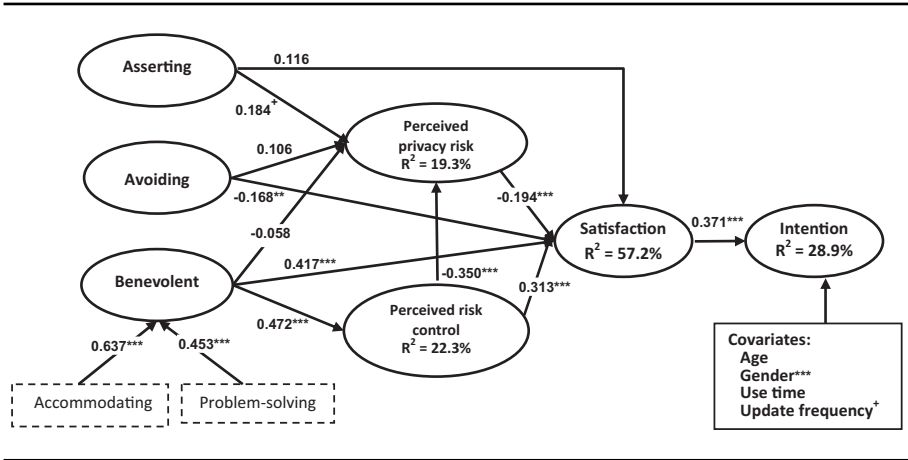 Asserting
0.116
0.184+
Perceived
privacy risk
R2 = 19.3%
0.106
Avoiding
-0.168**
-0.194***
-0.058
Satisfaction
R2 = 57.2%
0.371***
Intention
R2 = 28.9%
0.417***
-0.350***
Benevolent
0.313***
0.472***
Perceived risk
control
R2 = 22.3%
0.637***
0.453***
Accommodating
Problem-solving
Covariates:
Age
Gender***
Use time
Update frequency+